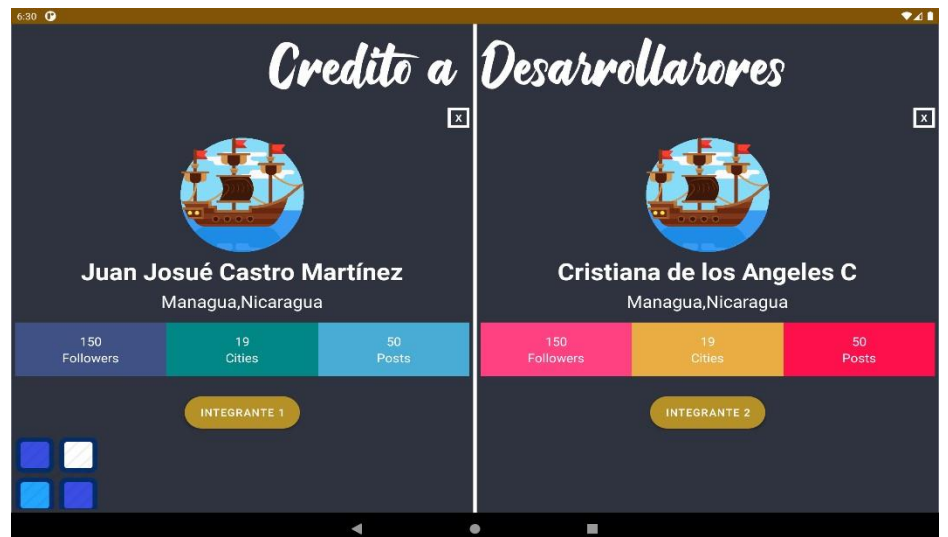 6:30
Credito a Desarrollarores
X
X
Juan Josué Castro Martínez
Managua,Nicaragua
150
Followers
19
Cities
50
Posts
INTEGRANTE 1
Cristiana de los Angeles C
Managua,Nicaragua
150
Followers
19
Cities
50
Posts
INTEGRANTE 2